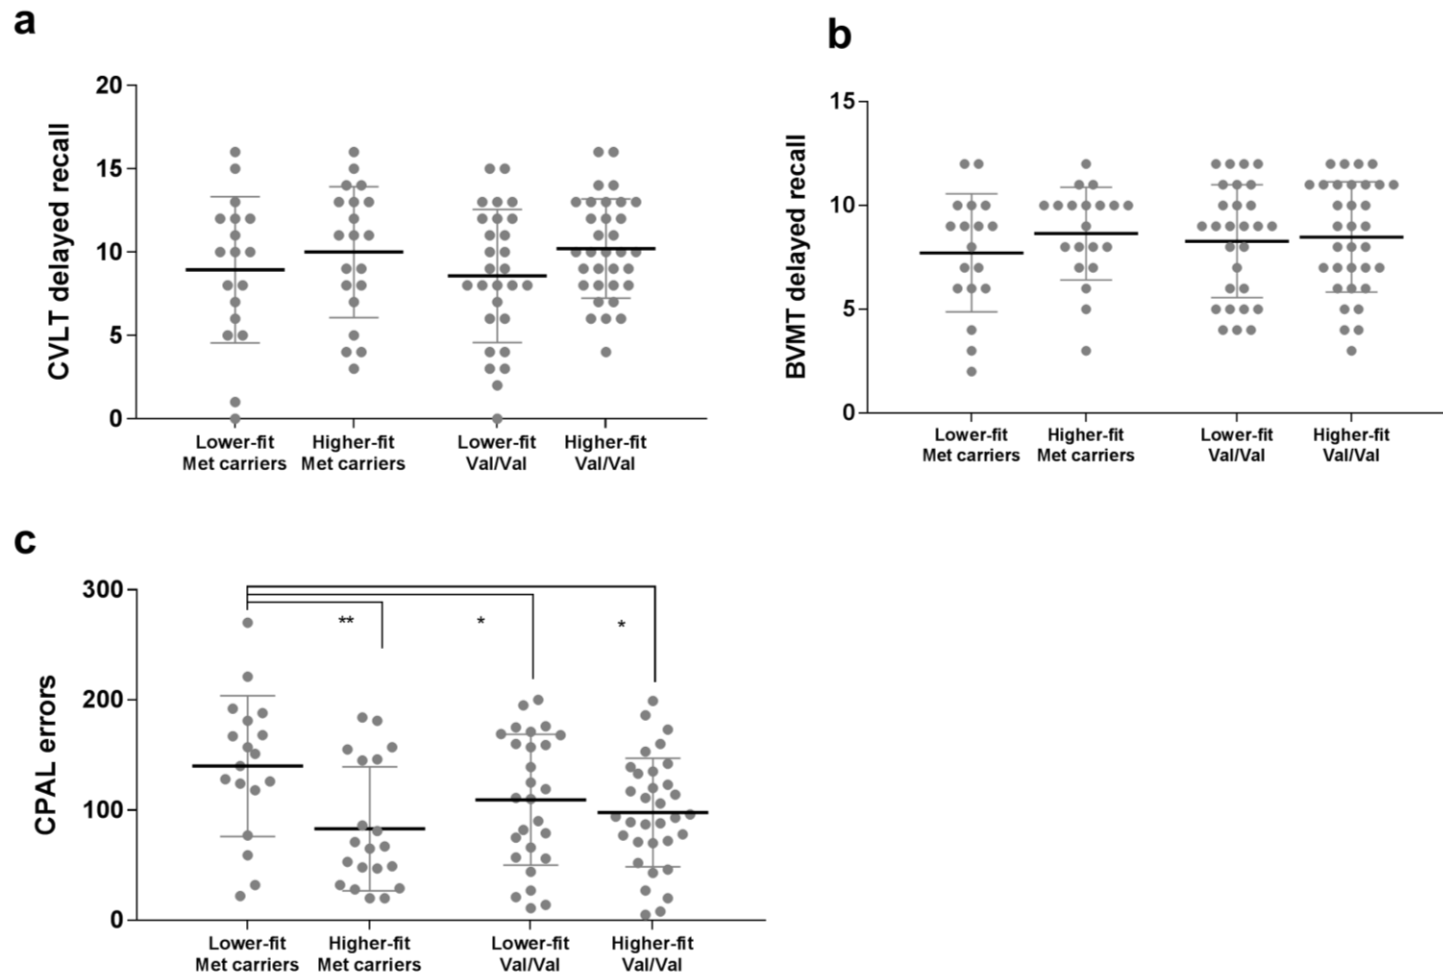 a
CVLT delayed recall
20
15
10
5
0
Lower-fit Met carriers
Higher-fit Met carriers
Lower-fit Val/Val
Higher-fit Val/Val
b
BVMT delayed recall
15
10
5
0
Lower-fit Met carriers
Higher-fit Met carriers
Lower-fit Val/Val
Higher-fit Val/Val
c
CPAL errors
300
200
100
0
** * *
Lower-fit Met carriers
Higher-fit Met carriers
Lower-fit Val/Val
Higher-fit Val/Val